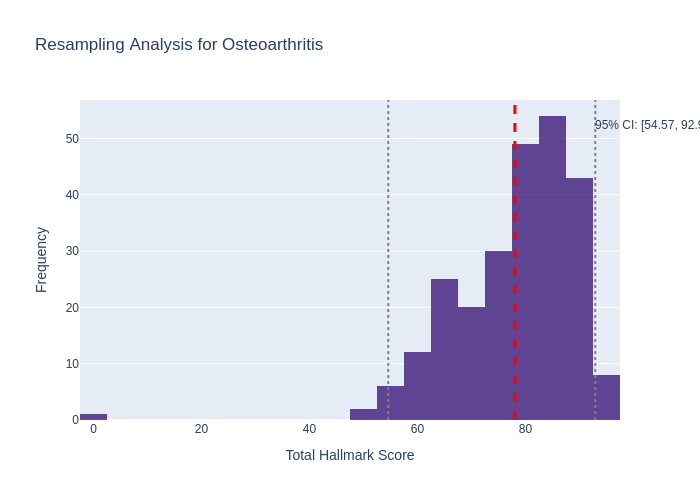 Resampling Analysis for Osteoarthritis
95% CI: [54.57, 92.9
50
40
30
20
10
0
Frequency
0 20 40 60 80
Total Hallmark Score